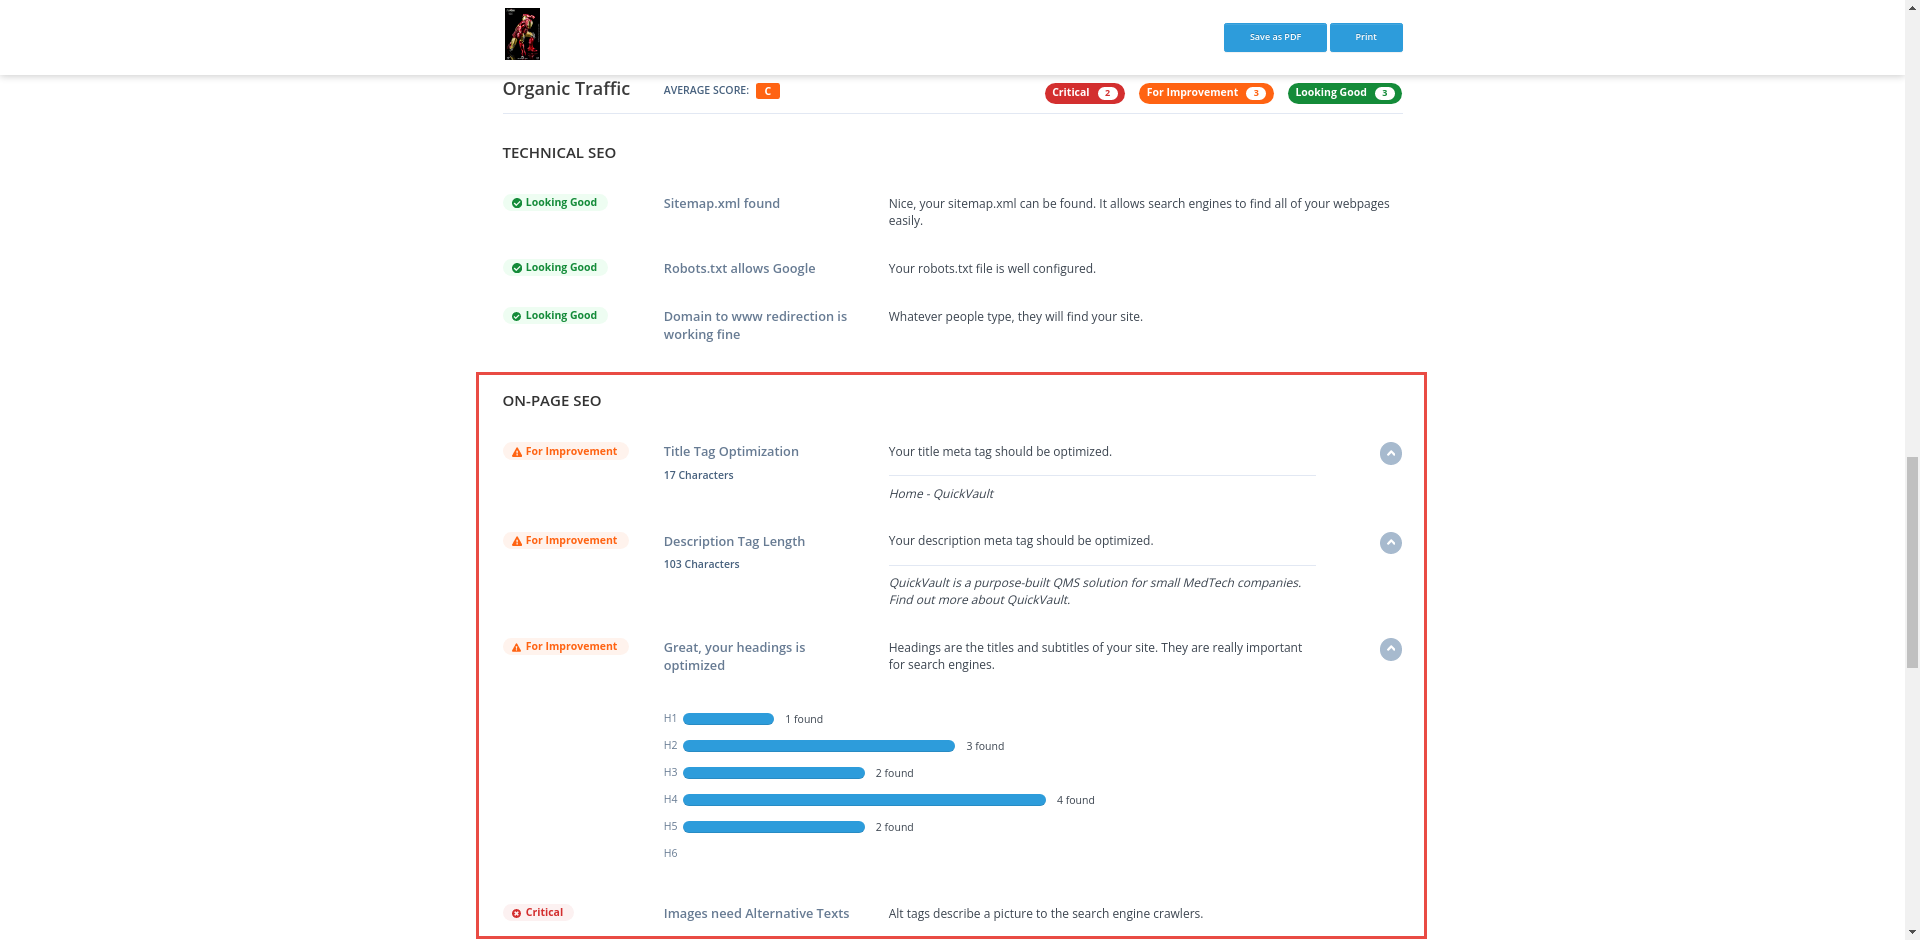 Save as PDF
Print
Organic Traffic
AVERAGE SCORE: C
Critical 2
For Improvement 3
Looking Good 3
TECHNICAL SEO
Looking Good
Sitemap.xml found
Nice, your sitemap.xml can be found. It allows search engines to find all of your webpages
easily.
Looking Good
Robots.txt allows Google
Your robots.txt file is well configured.
Looking Good
Domain to www redirection is
working fine
Whatever people type, they will find your site.
ON-PAGE SEO
For Improvement
Title Tag Optimization
17 Characters
Your title meta tag should be optimized.
Home - QuickVault
For Improvement
Description Tag Length
103 Characters
Your description meta tag should be optimized.
QuickVault is a purpose-built QMS solution for small MedTech companies.
Find out more about QuickVault.
For Improvement
Great, your headings is
optimized
Headings are the titles and subtitles of your site. They are really important
for search engines.
H1 1 found
H2 3 found
H3 2 found
H4 4 found
H5 2 found
H6
Critical
Images need Alternative Texts
Alt tags describe a picture to the search engine crawlers.